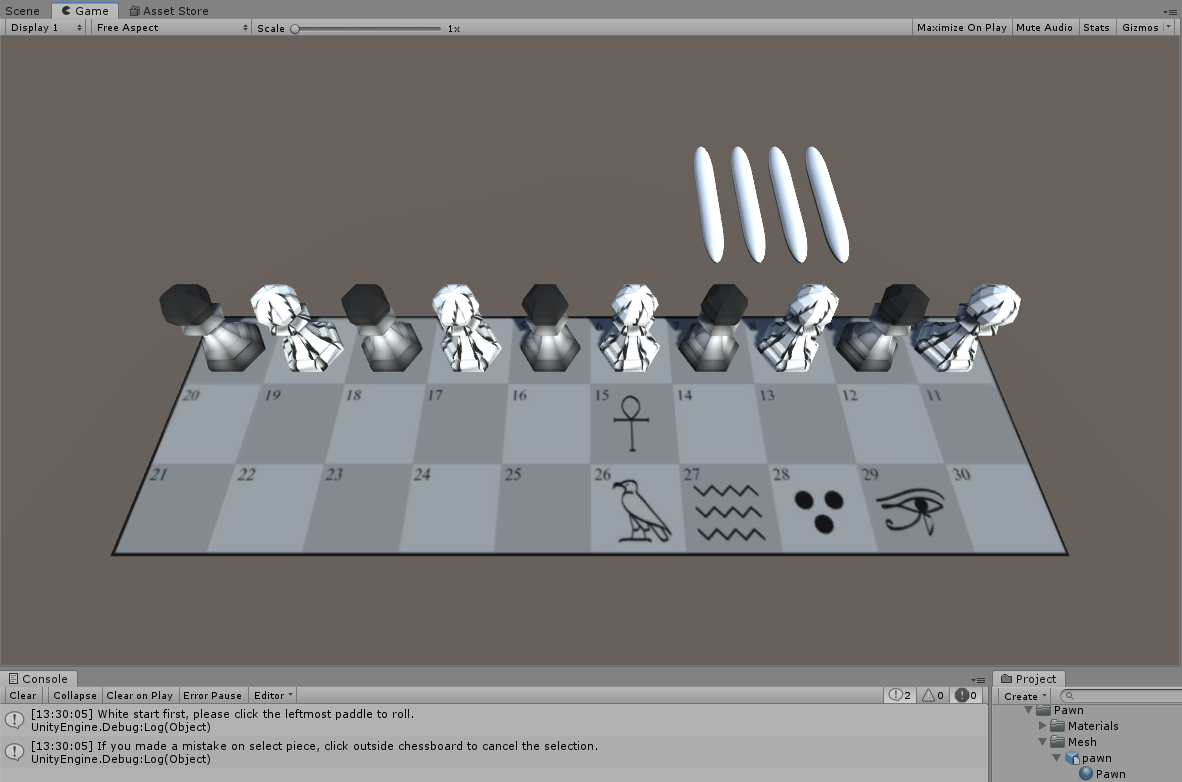 Scene Game Asset Store
Display 1 Free Aspect Scale 1x Maximize On Play Mute Audio Stats Gizmos
20 19 18 17 16 15 14 13 12 11
21 22 23 24 25 26 27 28 29 30
Console
Clear Collapse Clear on Play Error Pause Editor 2 0 0
[13:30:05] White start first, please click the leftmost paddle to roll.
UnityEngine.Debug:Log(Object)
[13:30:05] If you made a mistake on select piece, click outside chessboard to cancel the selection.
UnityEngine.Debug:Log(Object)
Project
Create
Pawn
Materials
Mesh
pawn
Pawn